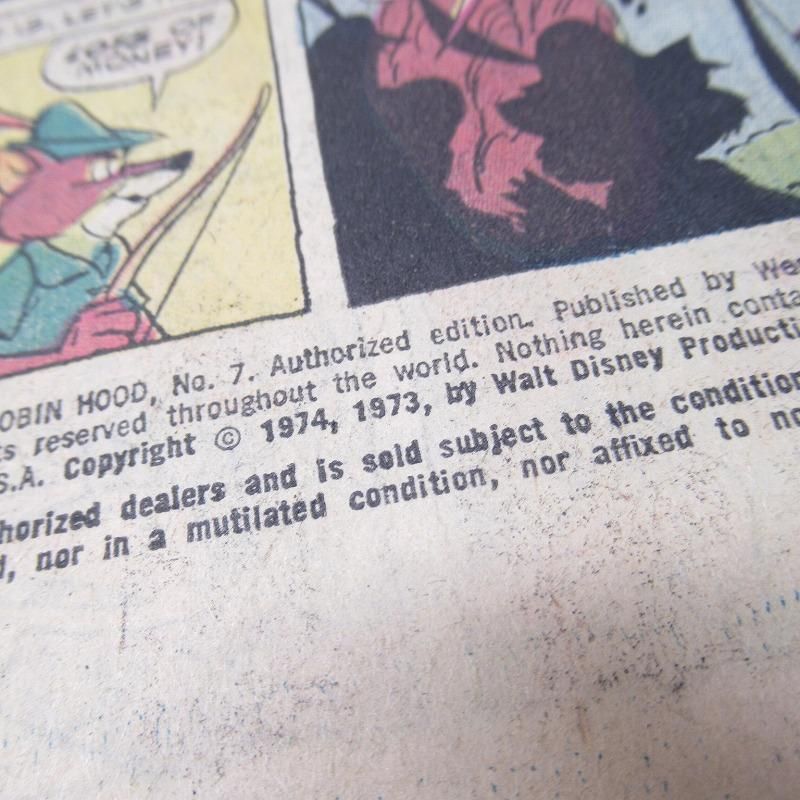 GOBS OF
MONEY!
OBIN HOOD, No. 7. Authorized edition. Published by Wes
ts reserved throughout the world. Nothing herein conta
S.A. Copyright © 1974, 1973, by Walt Disney Producti
horized dealers and is sold subject to the condition
d, nor in a mutilated condition, nor affixed to no